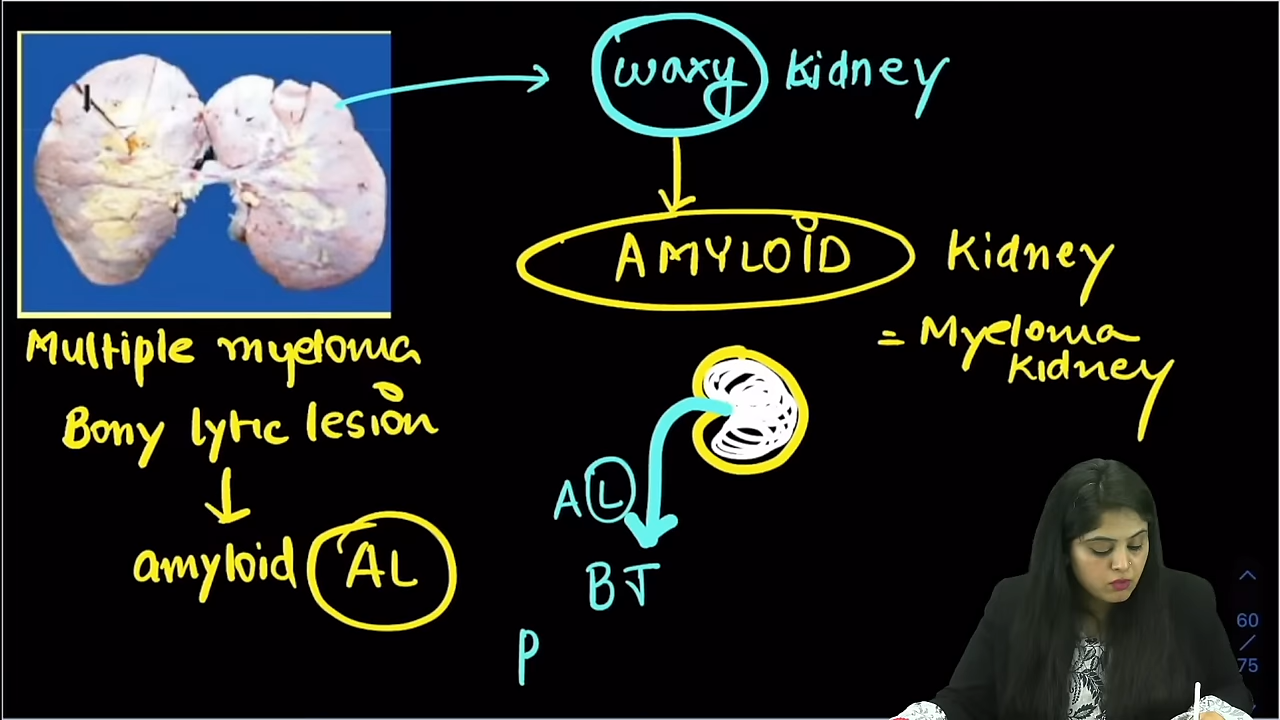 waxy Kidney
AMYLOID Kidney
= Myeloma
Kidney
Multiple myeloma
Bony lytic lesion
amyloid AL
AL
BJ
P
60
/
75